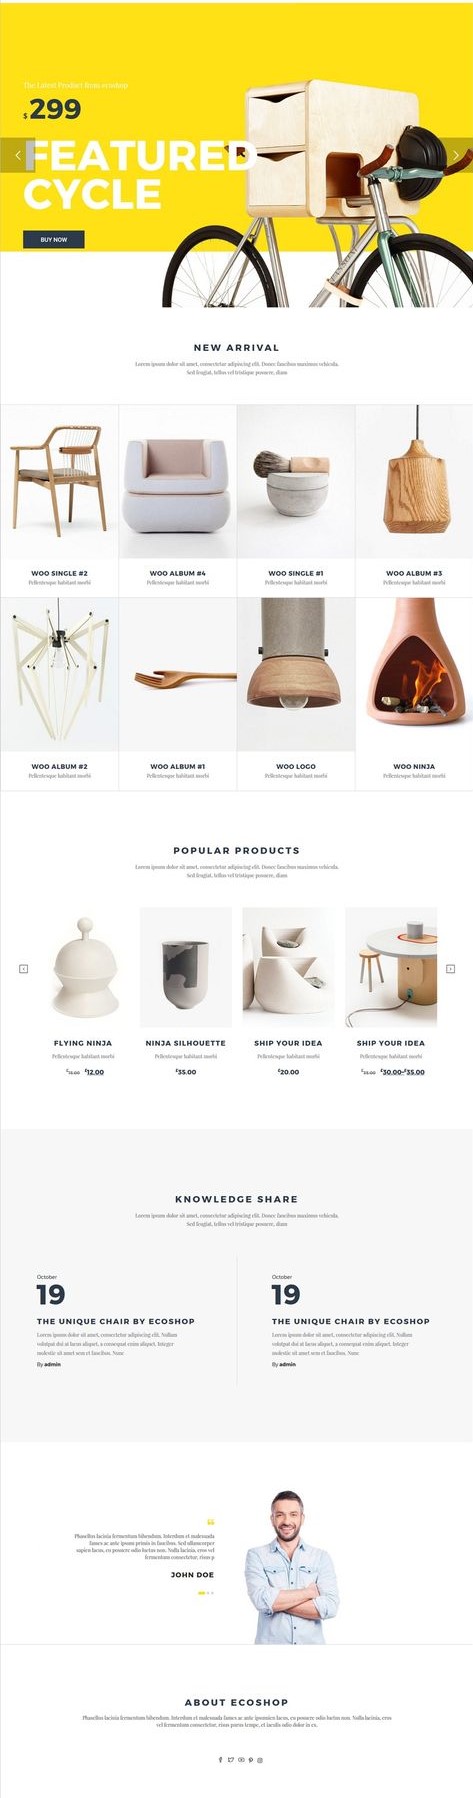 The Latest Product from ecoshop
$299
FEATURED
CYCLE
BUY NOW
NEW ARRIVAL
Lorem ipsum dolor sit amet, consectetur adipiscing elit. Donec faucibus maximus vehicula.
Sed feugiat, tellus vel tristique posuere, diam
WOO SINGLE #2
Pellentesque habitant morbi
WOO ALBUM #4
Pellentesque habitant morbi
WOO SINGLE #1
Pellentesque habitant morbi
WOO ALBUM #3
Pellentesque habitant morbi
WOO ALBUM #2
Pellentesque habitant morbi
WOO ALBUM #1
Pellentesque habitant morbi
WOO LOGO
Pellentesque habitant morbi
WOO NINJA
Pellentesque habitant morbi
POPULAR PRODUCTS
Lorem ipsum dolor sit amet, consectetur adipiscing elit. Donec faucibus maximus vehicula.
Sed feugiat, tellus vel tristique posuere, diam
FLYING NINJA
Pellentesque habitant morbi
£15.00 £12.00
NINJA SILHOUETTE
Pellentesque habitant morbi
£35.00
SHIP YOUR IDEA
Pellentesque habitant morbi
£20.00
SHIP YOUR IDEA
Pellentesque habitant morbi
£35.00 £30.00–£35.00
KNOWLEDGE SHARE
Lorem ipsum dolor sit amet, consectetur adipiscing elit. Donec faucibus maximus vehicula.
Sed feugiat, tellus vel tristique posuere, diam
October
19
THE UNIQUE CHAIR BY ECOSHOP
Lorem ipsum dolor sit amet, consectetur adipiscing elit. Nullam
volutpat dui at lacus aliquet, a consequat enim aliquet. Integer
molestie sit amet sem et faucibus. Nunc
By admin
October
19
THE UNIQUE CHAIR BY ECOSHOP
Lorem ipsum dolor sit amet, consectetur adipiscing elit. Nullam
volutpat dui at lacus aliquet, a consequat enim aliquet. Integer
molestie sit amet sem et faucibus. Nunc
By admin
Phasellus lacinia fermentum bibendum. Interdum et malesuada
fames ac ante ipsum primis in faucibus. Sed ullamcorper
sapien lacus, eu posuere odio luctus non. Nulla lacinia, eros vel
fermentum consectetur, risus p
JOHN DOE
ABOUT ECOSHOP
Phasellus lacinia fermentum bibendum. Interdum et malesuada fames ac ante ipsumien lacus, eu posuere odio luctus non. Nulla lacinia, eros
vel fermentum consectetur, risus purus tempc, et iaculis odio dolor in ex.